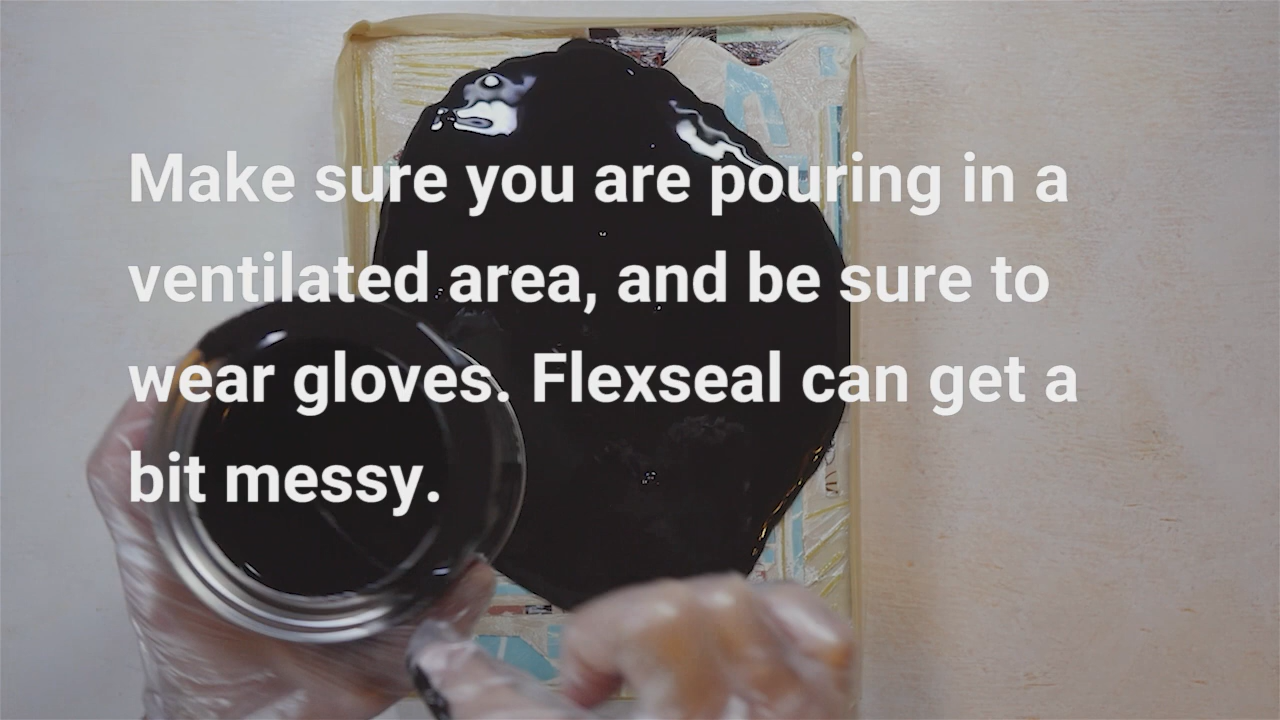 Make sure you are pouring in a
ventilated area, and be sure to
wear gloves. Flexseal can get a
bit messy.